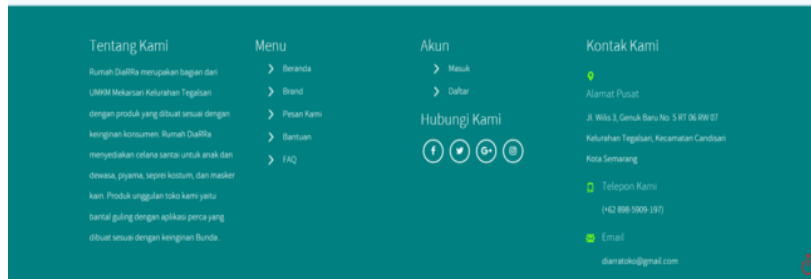 Tentang Kami
Rumah DiaRRa merupakan bagian dari
UMKM Mekarsari Kelurahan Tegalsari
dengan produk yang dibuat sesuai dengan
keinginan konsumen. Rumah DiaRRa
menyediakan celana santai untuk anak dan
dewasa, piyama, seprei kostum, dan masker
kain. Produk unggulan toko kami yaitu
bantal guling dengan aplikasi perca yang
dibuat sesuai dengan keinginan Bunda.
Menu
Beranda
Brand
Pesan Kami
Bantuan
FAQ
Akun
Masuk
Daftar
Hubungi Kami
Kontak Kami
Alamat Pusat
Jl. Wilis 3, Genuk Baru No. 5 RT 06 RW 07
Kelurahan Tegalsari, Kecamatan Candisari
Kota Semarang
Telepon Kami
(+62 898-5909-197)
Email
diarratoko@gmail.com